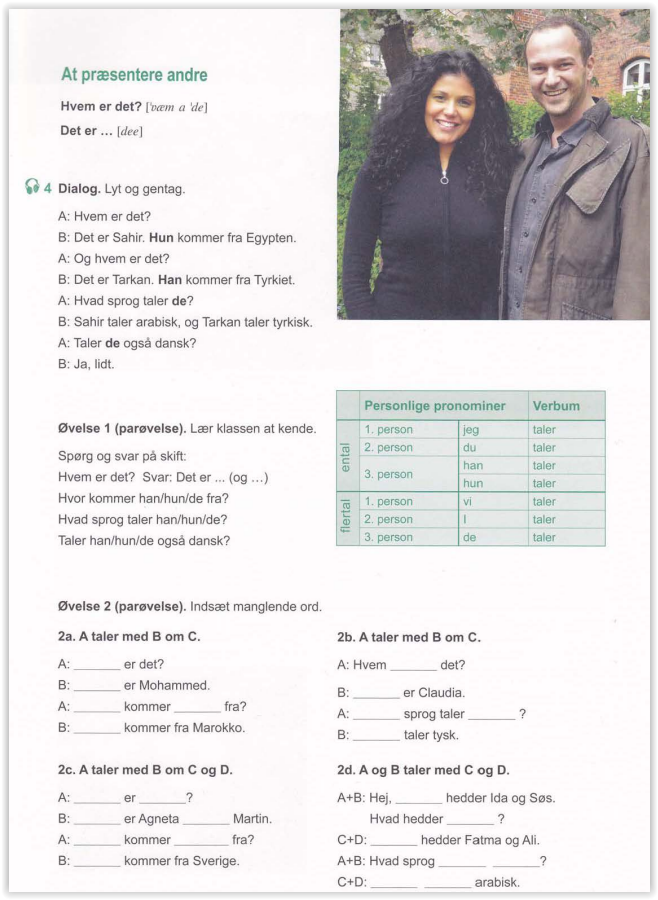 At præsentere andre
Hvem er det? ['væm a 'de]
Det er ... [dee]
4 Dialog. Lyt og gentag.
A: Hvem er det?
B: Det er Sahir. Hun kommer fra Egypten.
A: Og hvem er det?
B: Det er Tarkan. Han kommer fra Tyrkiet.
A: Hvad sprog taler de?
B: Sahir taler arabisk, og Tarkan taler tyrkisk.
A: Taler de også dansk?
B: Ja, lidt.
Øvelse 1 (parøvelse). Lær klassen at kende.
Spørg og svar på skift:
Hvem er det? Svar: Det er ... (og ...)
Hvor kommer han/hun/de fra?
Hvad sprog taler han/hun/de?
Taler han/hun/de også dansk?
Personlige pronominer Verbum
ental
1. person jeg taler
2. person du taler
3. person han taler
hun taler
flertal
1. person vi taler
2. person I taler
3. person de taler
Øvelse 2 (parøvelse). Indsæt manglende ord.
2a. A taler med B om C.
A: _______ er det?
B: _______ er Mohammed.
A: _______ kommer _______ fra?
B: _______ kommer fra Marokko.
2b. A taler med B om C.
A: Hvem _______ det?
B: _______ er Claudia.
A: _______ sprog taler _______ ?
B: _______ taler tysk.
2c. A taler med B om C og D.
A: _______ er _______?
B: _______ er Agneta _______ Martin.
A: _______ kommer _______ fra?
B: _______ kommer fra Sverige.
2d. A og B taler med C og D.
A+B: Hej, _______ hedder Ida og Søs.
Hvad hedder _______ ?
C+D: _______ hedder Fatma og Ali.
A+B: Hvad sprog _______ _______?
C+D: _______ _______ arabisk.